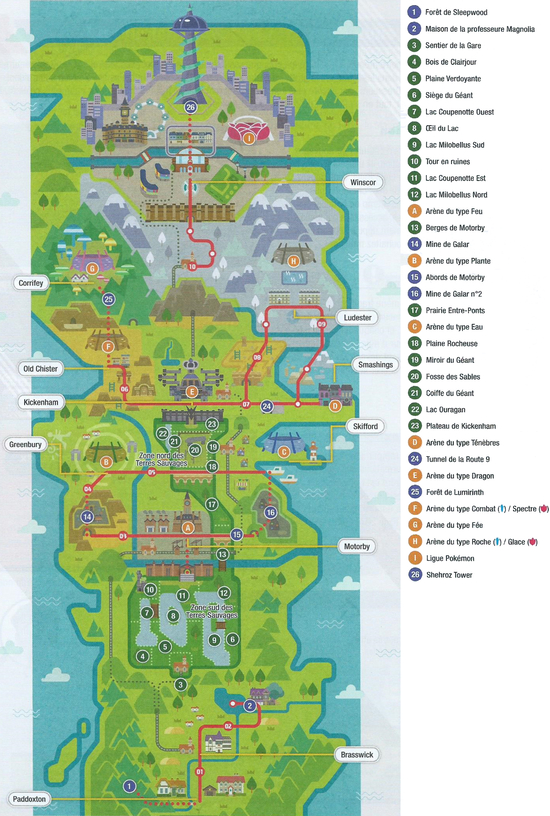 26
I
Winscor
10
H
G
Corrifey
25
Ludester
09
F
08
Old Chister
Smashings
06
E
Kickenham
07
24
D
23
Skifford
22
21
19
Greenbury
20
C
B
Zone nord des
Terres Sauvages
18
05
04
17
14
16
A
03
15
Motorby
13
10
11
12
Zone sud des
Terres Sauvages
7
8
9
6
5
4
3
2
02
Brasswick
01
1
Paddoxton
1 Forêt de Sleepwood
2 Maison de la professeure Magnolia
3 Sentier de la Gare
4 Bois de Clairjour
5 Plaine Verdoyante
6 Siège du Géant
7 Lac Coupenotte Ouest
8 Œil du Lac
9 Lac Milobellus Sud
10 Tour en ruines
11 Lac Coupenotte Est
12 Lac Milobellus Nord
A Arène du type Feu
13 Berges de Motorby
14 Mine de Galar
B Arène du type Plante
15 Abords de Motorby
16 Mine de Galar n°2
17 Prairie Entre-Ponts
C Arène du type Eau
18 Plaine Rocheuse
19 Miroir du Géant
20 Fosse des Sables
21 Coiffe du Géant
22 Lac Ouragan
23 Plateau de Kickenham
D Arène du type Ténèbres
24 Tunnel de la Route 9
E Arène du type Dragon
25 Forêt de Lumirinth
F Arène du type Combat ( ) / Spectre ( )
G Arène du type Fée
H Arène du type Roche ( ) / Glace ( )
I Ligue Pokémon
26 Shehroz Tower